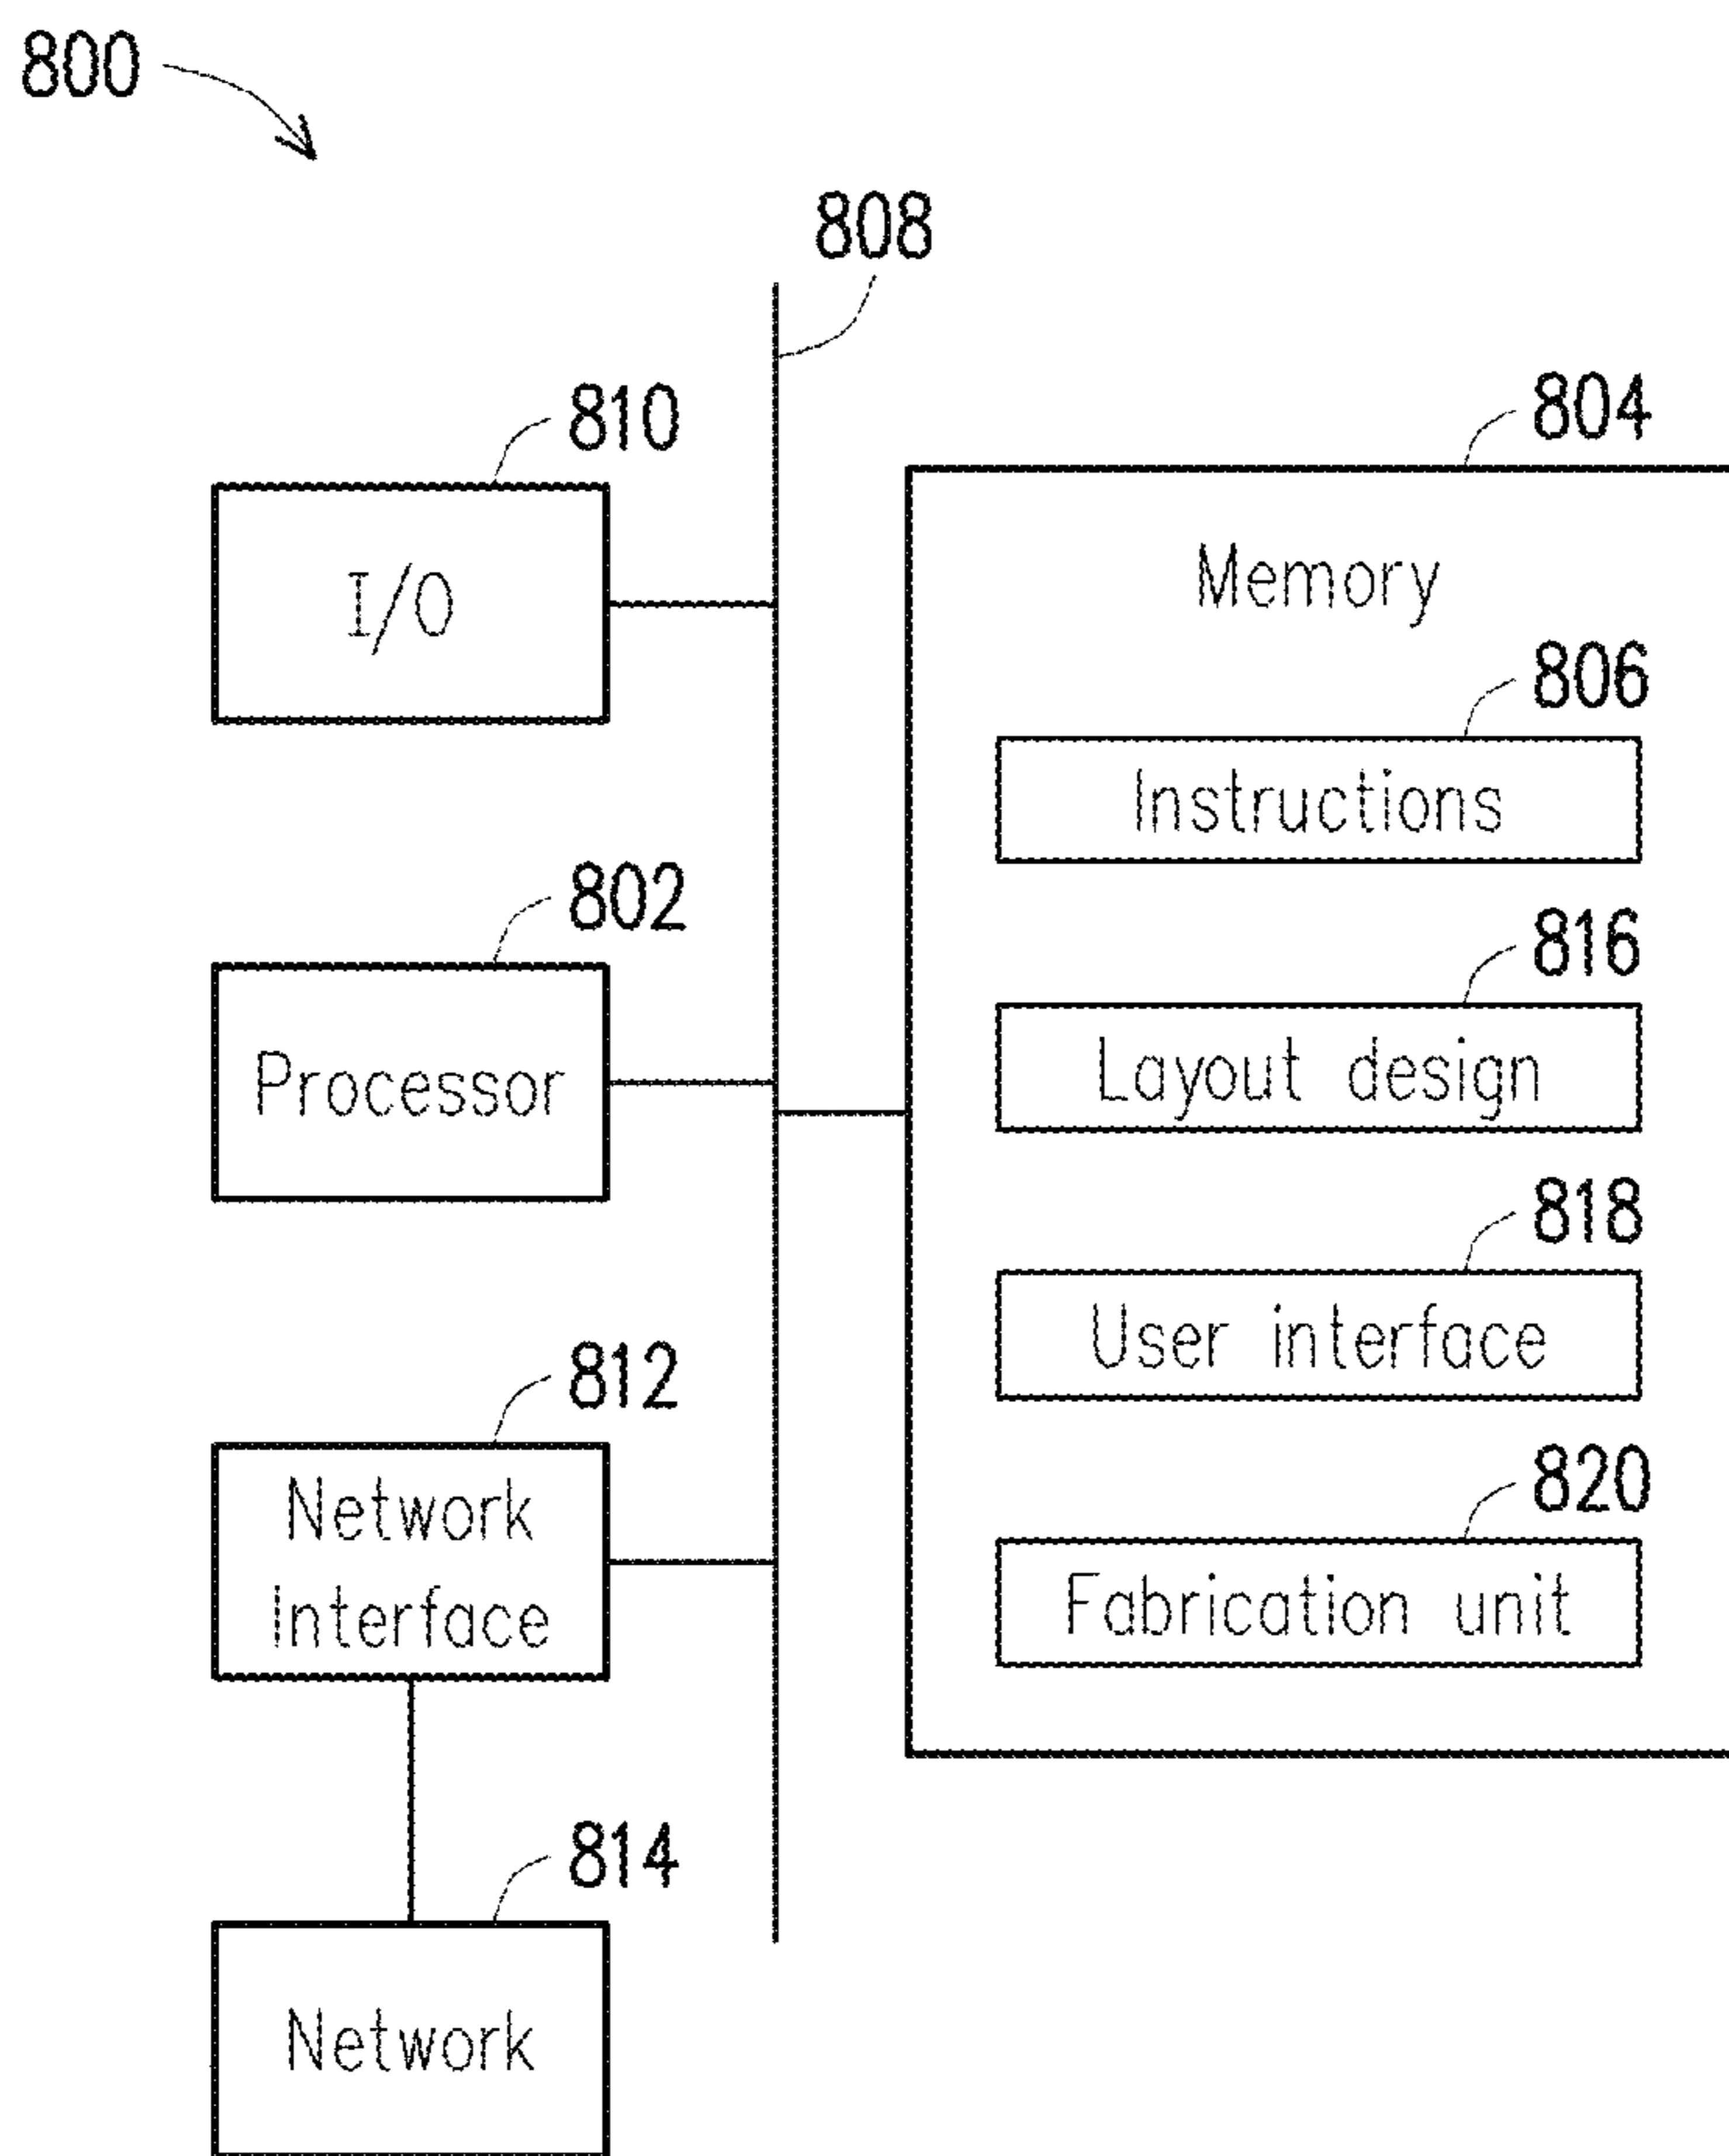 800
808
810
I/O
804
Memory
806
Instructions
802
Processor
816
Layout design
818
User interface
812
Network
Interface
820
Fabrication unit
814
Network